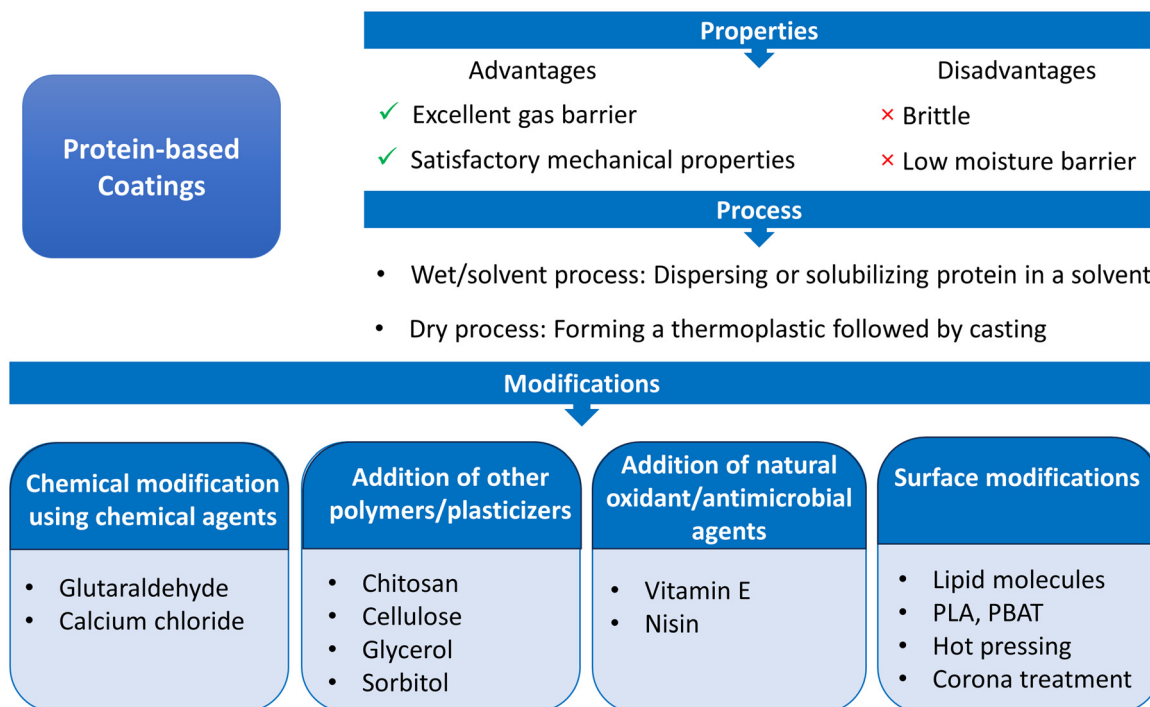 Protein-based
Coatings
Properties
Advantages
Disadvantages
✓ Excellent gas barrier
✓ Satisfactory mechanical properties
× Brittle
× Low moisture barrier
Process
• Wet/solvent process: Dispersing or solubilizing protein in a solvent
• Dry process: Forming a thermoplastic followed by casting
Modifications
Chemical modification
using chemical agents
• Glutaraldehyde
• Calcium chloride
Addition of other
polymers/plasticizers
• Chitosan
• Cellulose
• Glycerol
• Sorbitol
Addition of natural
oxidant/antimicrobial
agents
• Vitamin E
• Nisin
Surface modifications
• Lipid molecules
• PLA, PBAT
• Hot pressing
• Corona treatment